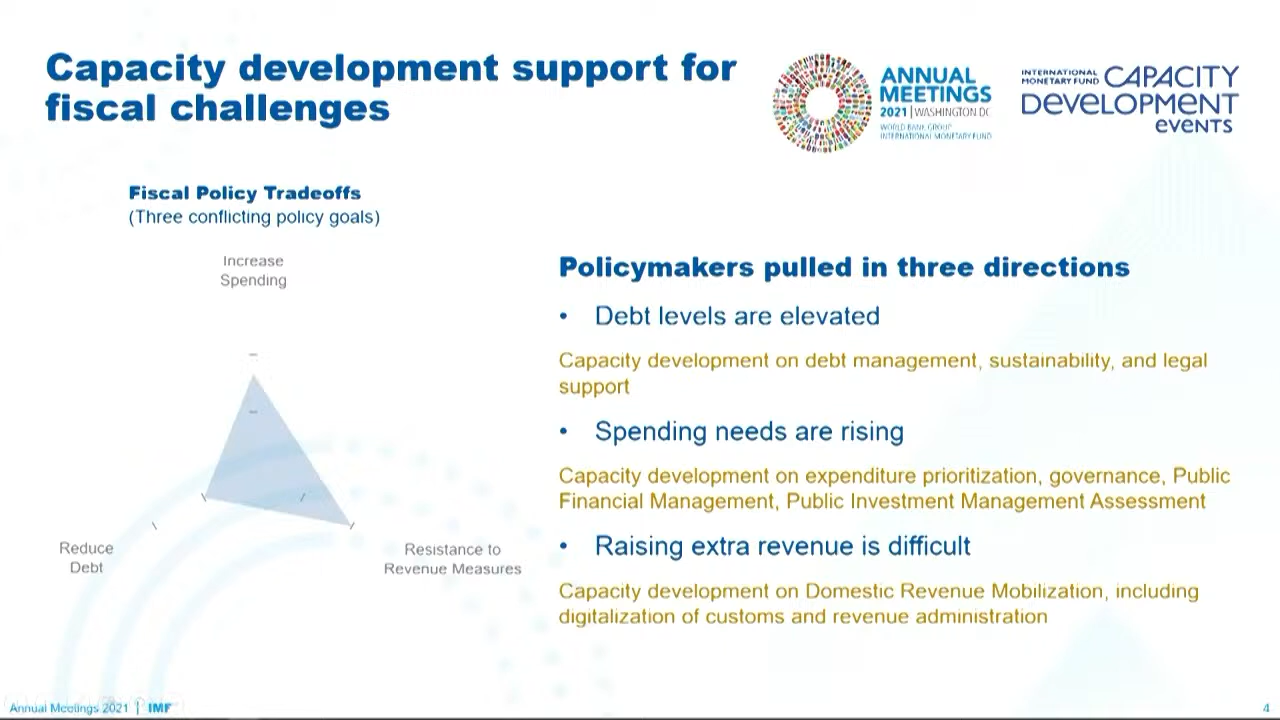 Capacity development support for
fiscal challenges
ANNUAL
MEETINGS
2021 | WASHINGTON DC
WORLD BANK GROUP
INTERNATIONAL MONETARY FUND
INTERNATIONAL
MONETARY FUND
CAPACITY
DEVELOPMENT
EVENTS
Fiscal Policy Tradeoffs
(Three conflicting policy goals)
Increase
Spending
Reduce
Debt
Resistance to
Revenue Measures
Policymakers pulled in three directions
• Debt levels are elevated
Capacity development on debt management, sustainability, and legal
support
• Spending needs are rising
Capacity development on expenditure prioritization, governance, Public
Financial Management, Public Investment Management Assessment
• Raising extra revenue is difficult
Capacity development on Domestic Revenue Mobilization, including
digitalization of customs and revenue administration
Annual Meetings 2021 | IMF
4